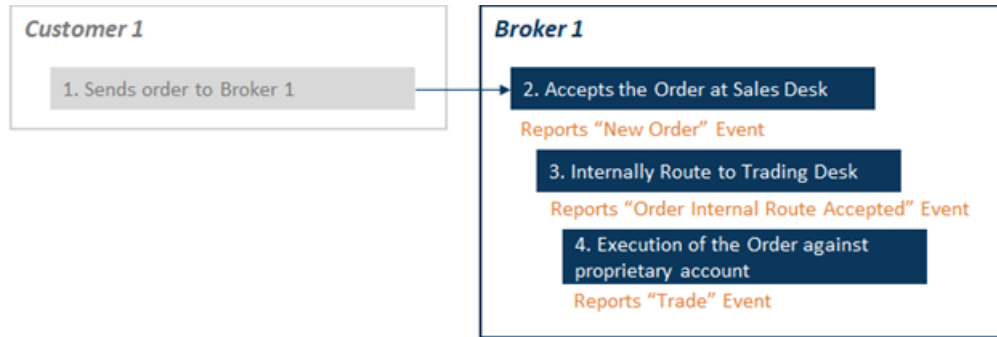 Customer 1
1. Sends order to Broker 1
Broker 1
2. Accepts the Order at Sales Desk
Reports “New Order” Event
3. Internally Route to Trading Desk
Reports “Order Internal Route Accepted” Event
4. Execution of the Order against
proprietary account
Reports “Trade” Event